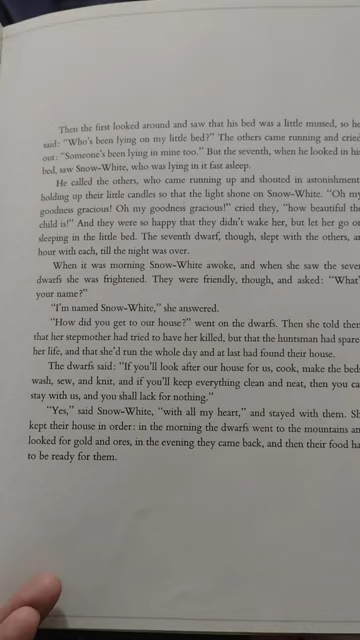 Then the first looked around and saw that his bed was a little mussed, so he
said: "Who's been lying on my little bed?" The others came running and cried
out: "Someone's been lying in mine too." But the seventh, when he looked in his
bed, saw Snow-White, who was lying in it fast asleep.
He called the others, who came running up and shouted in astonishment,
holding up their little candles so that the light shone on Snow-White. "Oh my
goodness gracious! Oh my goodness gracious!" cried they, "how beautiful the
child is!" And they were so happy that they didn't wake her, but let her go on
sleeping in the little bed. The seventh dwarf, though, slept with the others, an
hour with each, till the night was over.
When it was morning Snow-White awoke, and when she saw the seven
dwarfs she was frightened. They were friendly, though, and asked: "What's
your name?"
"I'm named Snow-White," she answered.
"How did you get to our house?" went on the dwarfs. Then she told them
that her stepmother had tried to have her killed, but that the huntsman had spare
her life, and that she'd run the whole day and at last had found their house.
The dwarfs said: "If you'll look after our house for us, cook, make the beds
wash, sew, and knit, and if you'll keep everything clean and neat, then you ca
stay with us, and you shall lack for nothing."
"Yes," said Snow-White, "with all my heart," and stayed with them. Sh
kept their house in order: in the morning the dwarfs went to the mountains an
looked for gold and ores, in the evening they came back, and then their food ha
to be ready for them.